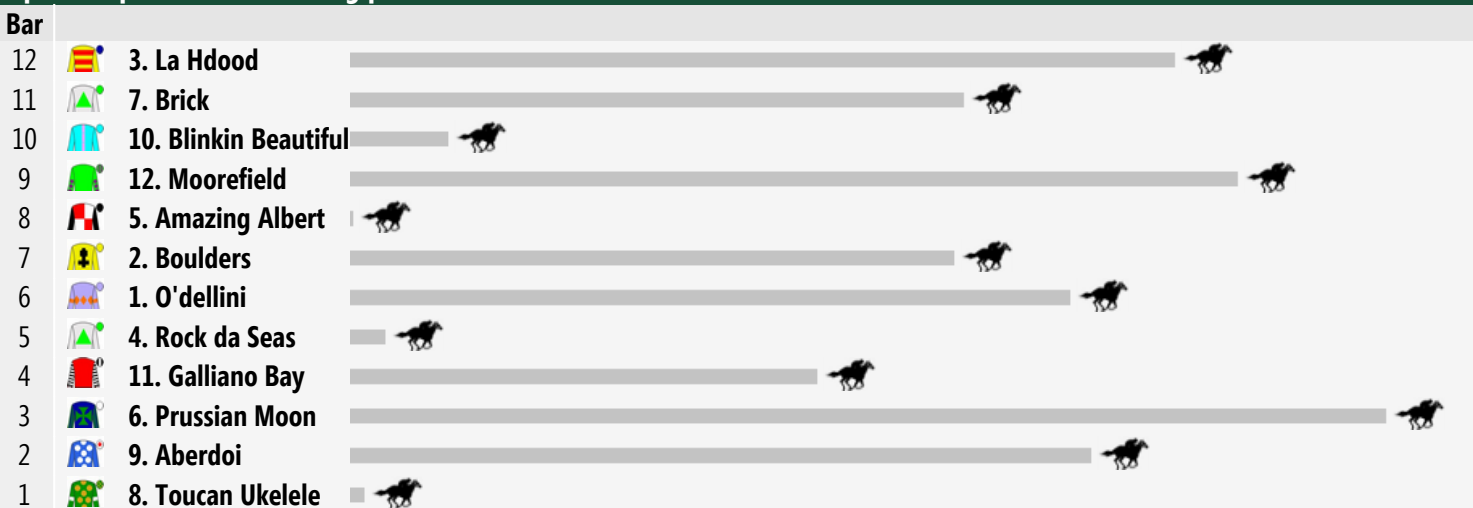 Bar
12 3. La Hdood
11 7. Brick
10 10. Blinkin Beautiful
9 12. Moorefield
8 5. Amazing Albert
7 2. Boulders
6 1. O'dellini
5 4. Rock da Seas
4 11. Galliano Bay
3 6. Prussian Moon
2 9. Aberdoi
1 8. Toucan Ukelele